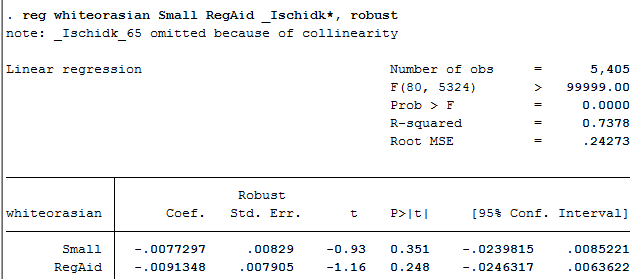 . reg whiteorasian Small RegAid _Ischidk*, robust
note: _Ischidk_65 omitted because of collinearity
Linear regression Number of obs = 5,405
F(80, 5324) > 99999.00
Prob > F = 0.0000
R-squared = 0.7378
Root MSE = .24273
Robust
whiteorasian Coef. Std. Err. t P>|t| [95% Conf. Interval]
Small -.0077297 .00829 -0.93 0.351 -.0239815 .0085221
RegAid -.0091348 .007905 -1.16 0.248 -.0246317 .0063622